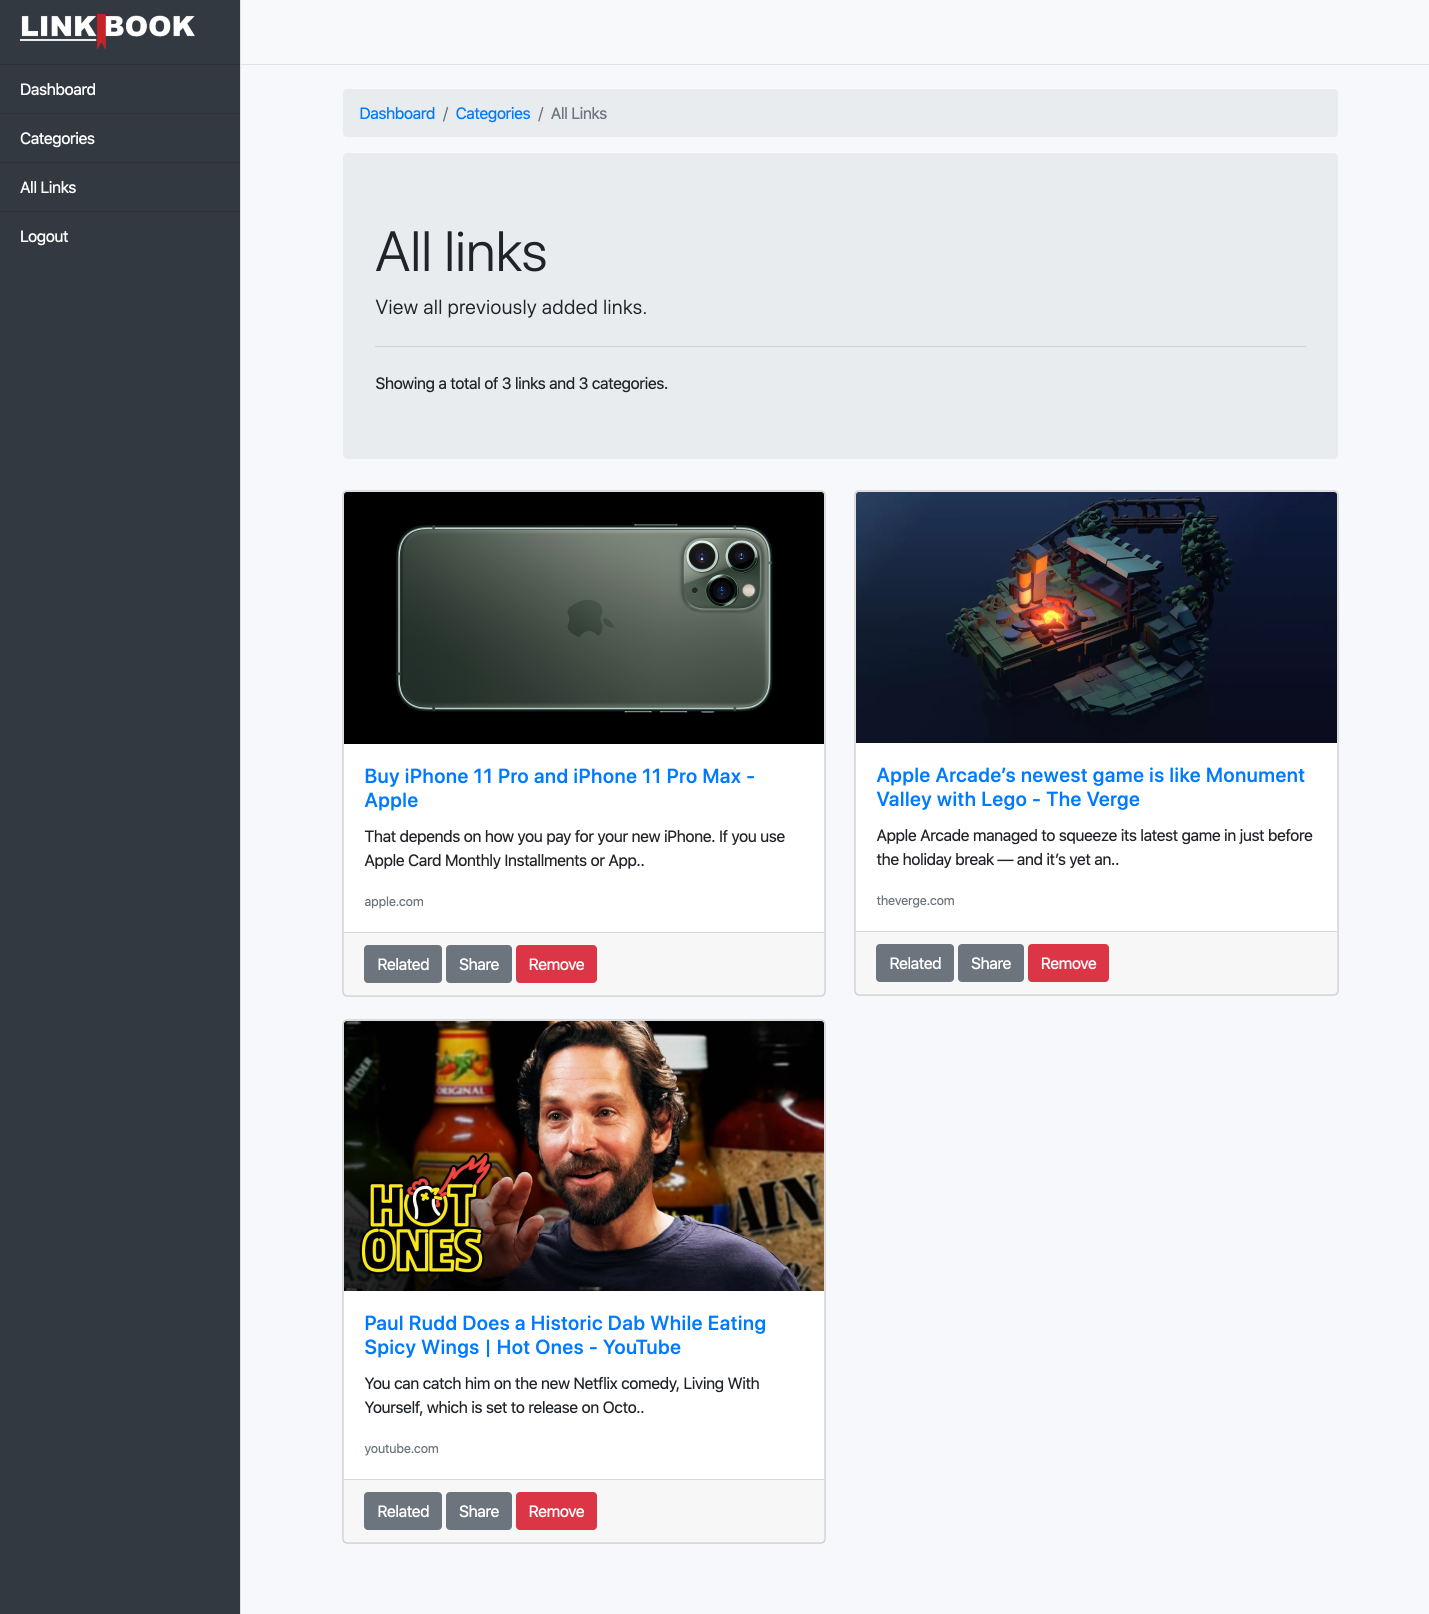 LINKBOOK
Dashboard
Categories
All Links
Logout
Dashboard / Categories / All Links
All links
View all previously added links.
Showing a total of 3 links and 3 categories.
Buy iPhone 11 Pro and iPhone 11 Pro Max -
Apple
That depends on how you pay for your new iPhone. If you use
Apple Card Monthly Installments or App..
apple.com
Related Share Remove
Apple Arcade’s newest game is like Monument
Valley with Lego - The Verge
Apple Arcade managed to squeeze its latest game in just before
the holiday break — and it’s yet an..
theverge.com
Related Share Remove
MILDER
ORIGINAL
AIN
HOT
ONES
Paul Rudd Does a Historic Dab While Eating
Spicy Wings | Hot Ones - YouTube
You can catch him on the new Netflix comedy, Living With
Yourself, which is set to release on Octo..
youtube.com
Related Share Remove